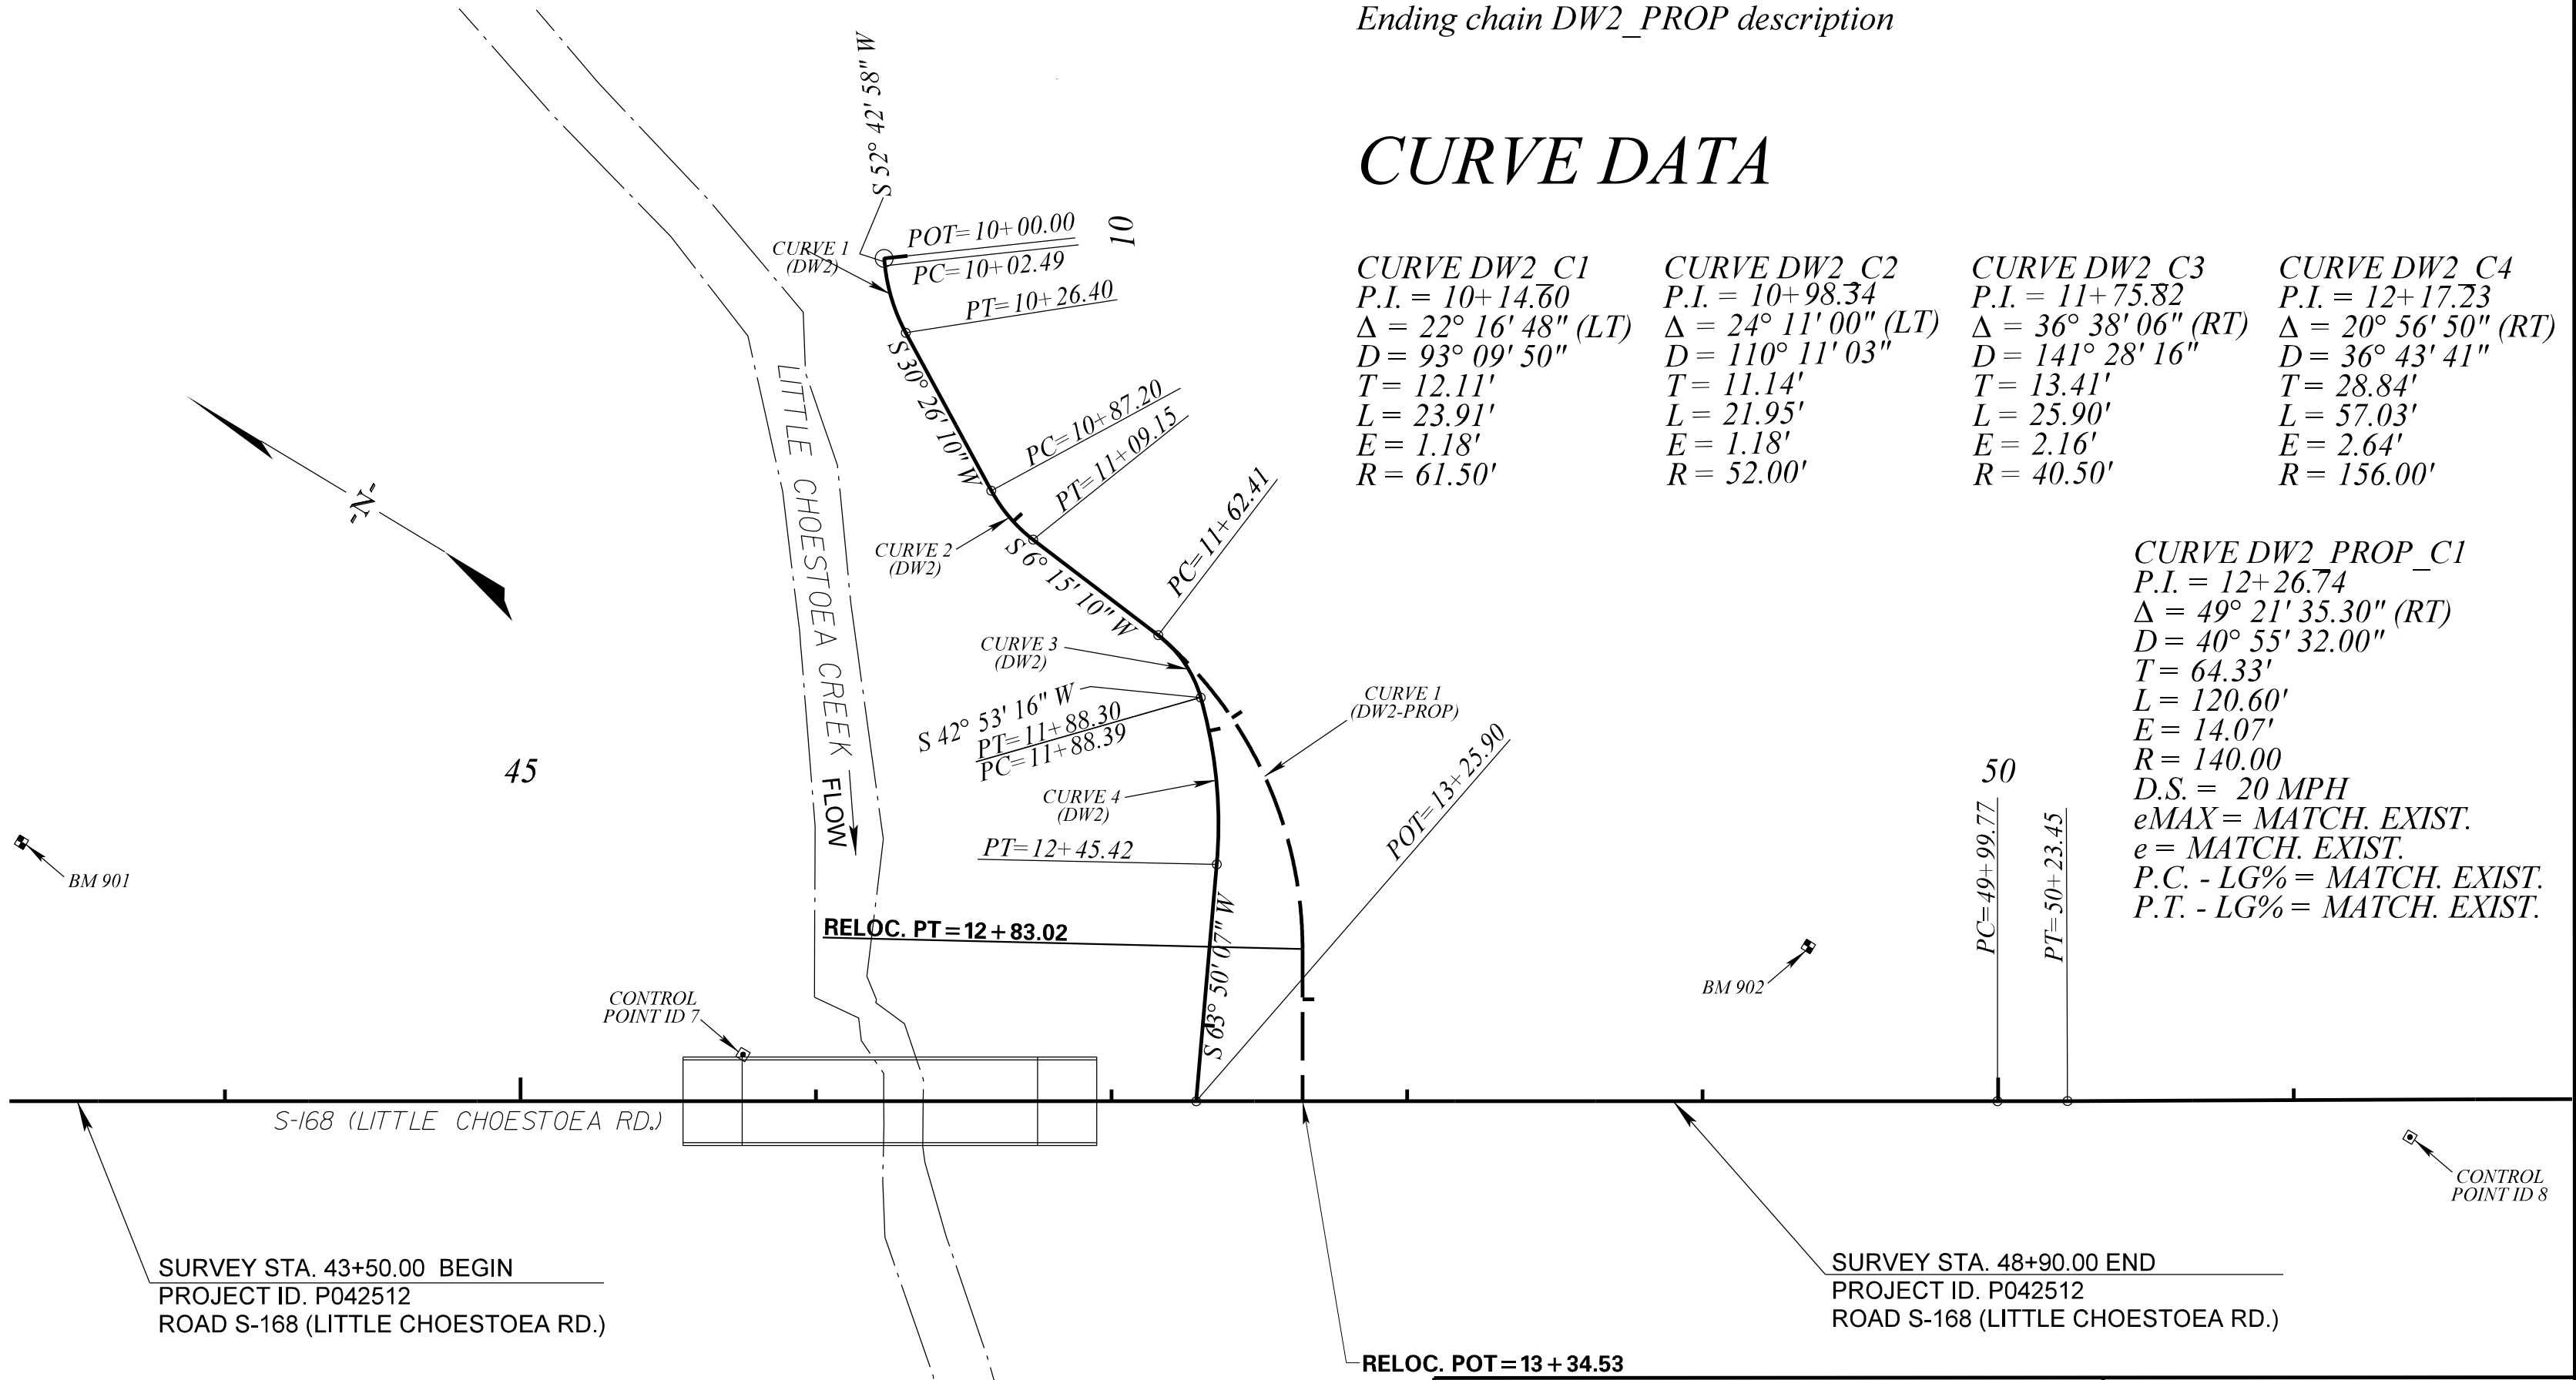 Ending chain DW2_PROP description
CURVE DATA
CURVE DW2_C1
P.I. = 10+14.60
Δ = 22° 16' 48" (LT)
D = 93° 09' 50"
T = 12.11'
L = 23.91'
E = 1.18'
R = 61.50'
CURVE DW2_C2
P.I. = 10+98.34
Δ = 24° 11' 00" (LT)
D = 110° 11' 03"
T = 11.14'
L = 21.95'
E = 1.18'
R = 52.00'
CURVE DW2_C3
P.I. = 11+75.82
Δ = 36° 38' 06" (RT)
D = 141° 28' 16"
T = 13.41'
L = 25.90'
E = 2.16'
R = 40.50'
CURVE DW2_C4
P.I. = 12+17.23
Δ = 20° 56' 50" (RT)
D = 36° 43' 41"
T = 28.84'
L = 57.03'
E = 2.64'
R = 156.00'
CURVE DW2_PROP_C1
P.I. = 12+26.74
Δ = 49° 21' 35.30" (RT)
D = 40° 55' 32.00"
T = 64.33'
L = 120.60'
E = 14.07'
R = 140.00
D.S. = 20 MPH
eMAX = MATCH. EXIST.
e = MATCH. EXIST.
P.C. - LG% = MATCH. EXIST.
P.T. - LG% = MATCH. EXIST.
S 52° 42' 58" W
POT=10+00.00
10
CURVE 1
(DW2)
PC=10+02.49
PT=10+26.40
S 30° 26' 10" W
PC=10+87.20
PT=11+09.15
CURVE 2
(DW2)
S 6° 15' 10" W
PC=11+62.41
CURVE 3
(DW2)
S 42° 53' 16" W
PT=11+88.30
PC=11+88.39
CURVE 1
(DW2-PROP)
CURVE 4
(DW2)
POT=13+25.90
PT=12+45.42
RELOC. PT=12+83.02
S 63° 50' 07" W
LITTLE CHOESTOEA CREEK
FLOW
-N-
45
50
PC=49+99.77
PT=50+23.45
BM 901
BM 902
CONTROL
POINT ID 7
S-168 (LITTLE CHOESTOEA RD.)
CONTROL
POINT ID 8
SURVEY STA. 43+50.00 BEGIN
PROJECT ID. P042512
ROAD S-168 (LITTLE CHOESTOEA RD.)
SURVEY STA. 48+90.00 END
PROJECT ID. P042512
ROAD S-168 (LITTLE CHOESTOEA RD.)
RELOC. POT=13+34.53